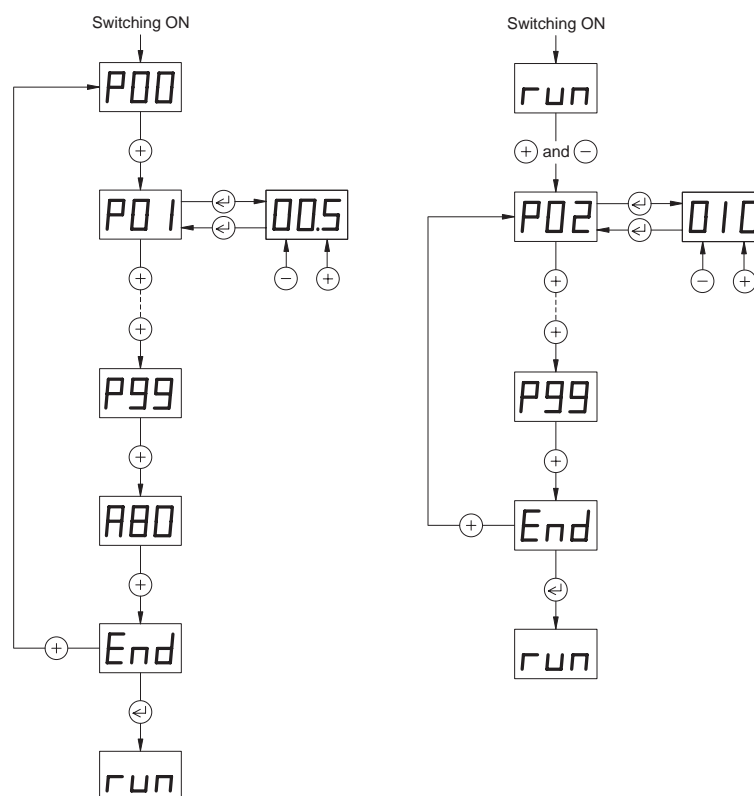 Switching ON
P00
+
P01
↵
↵
00.5
−
+
+
+
P99
+
A80
+
+
End
↵
run
Switching ON
run
+ and −
P02
↵
↵
010
−
+
+
+
P99
+
+
End
↵
run